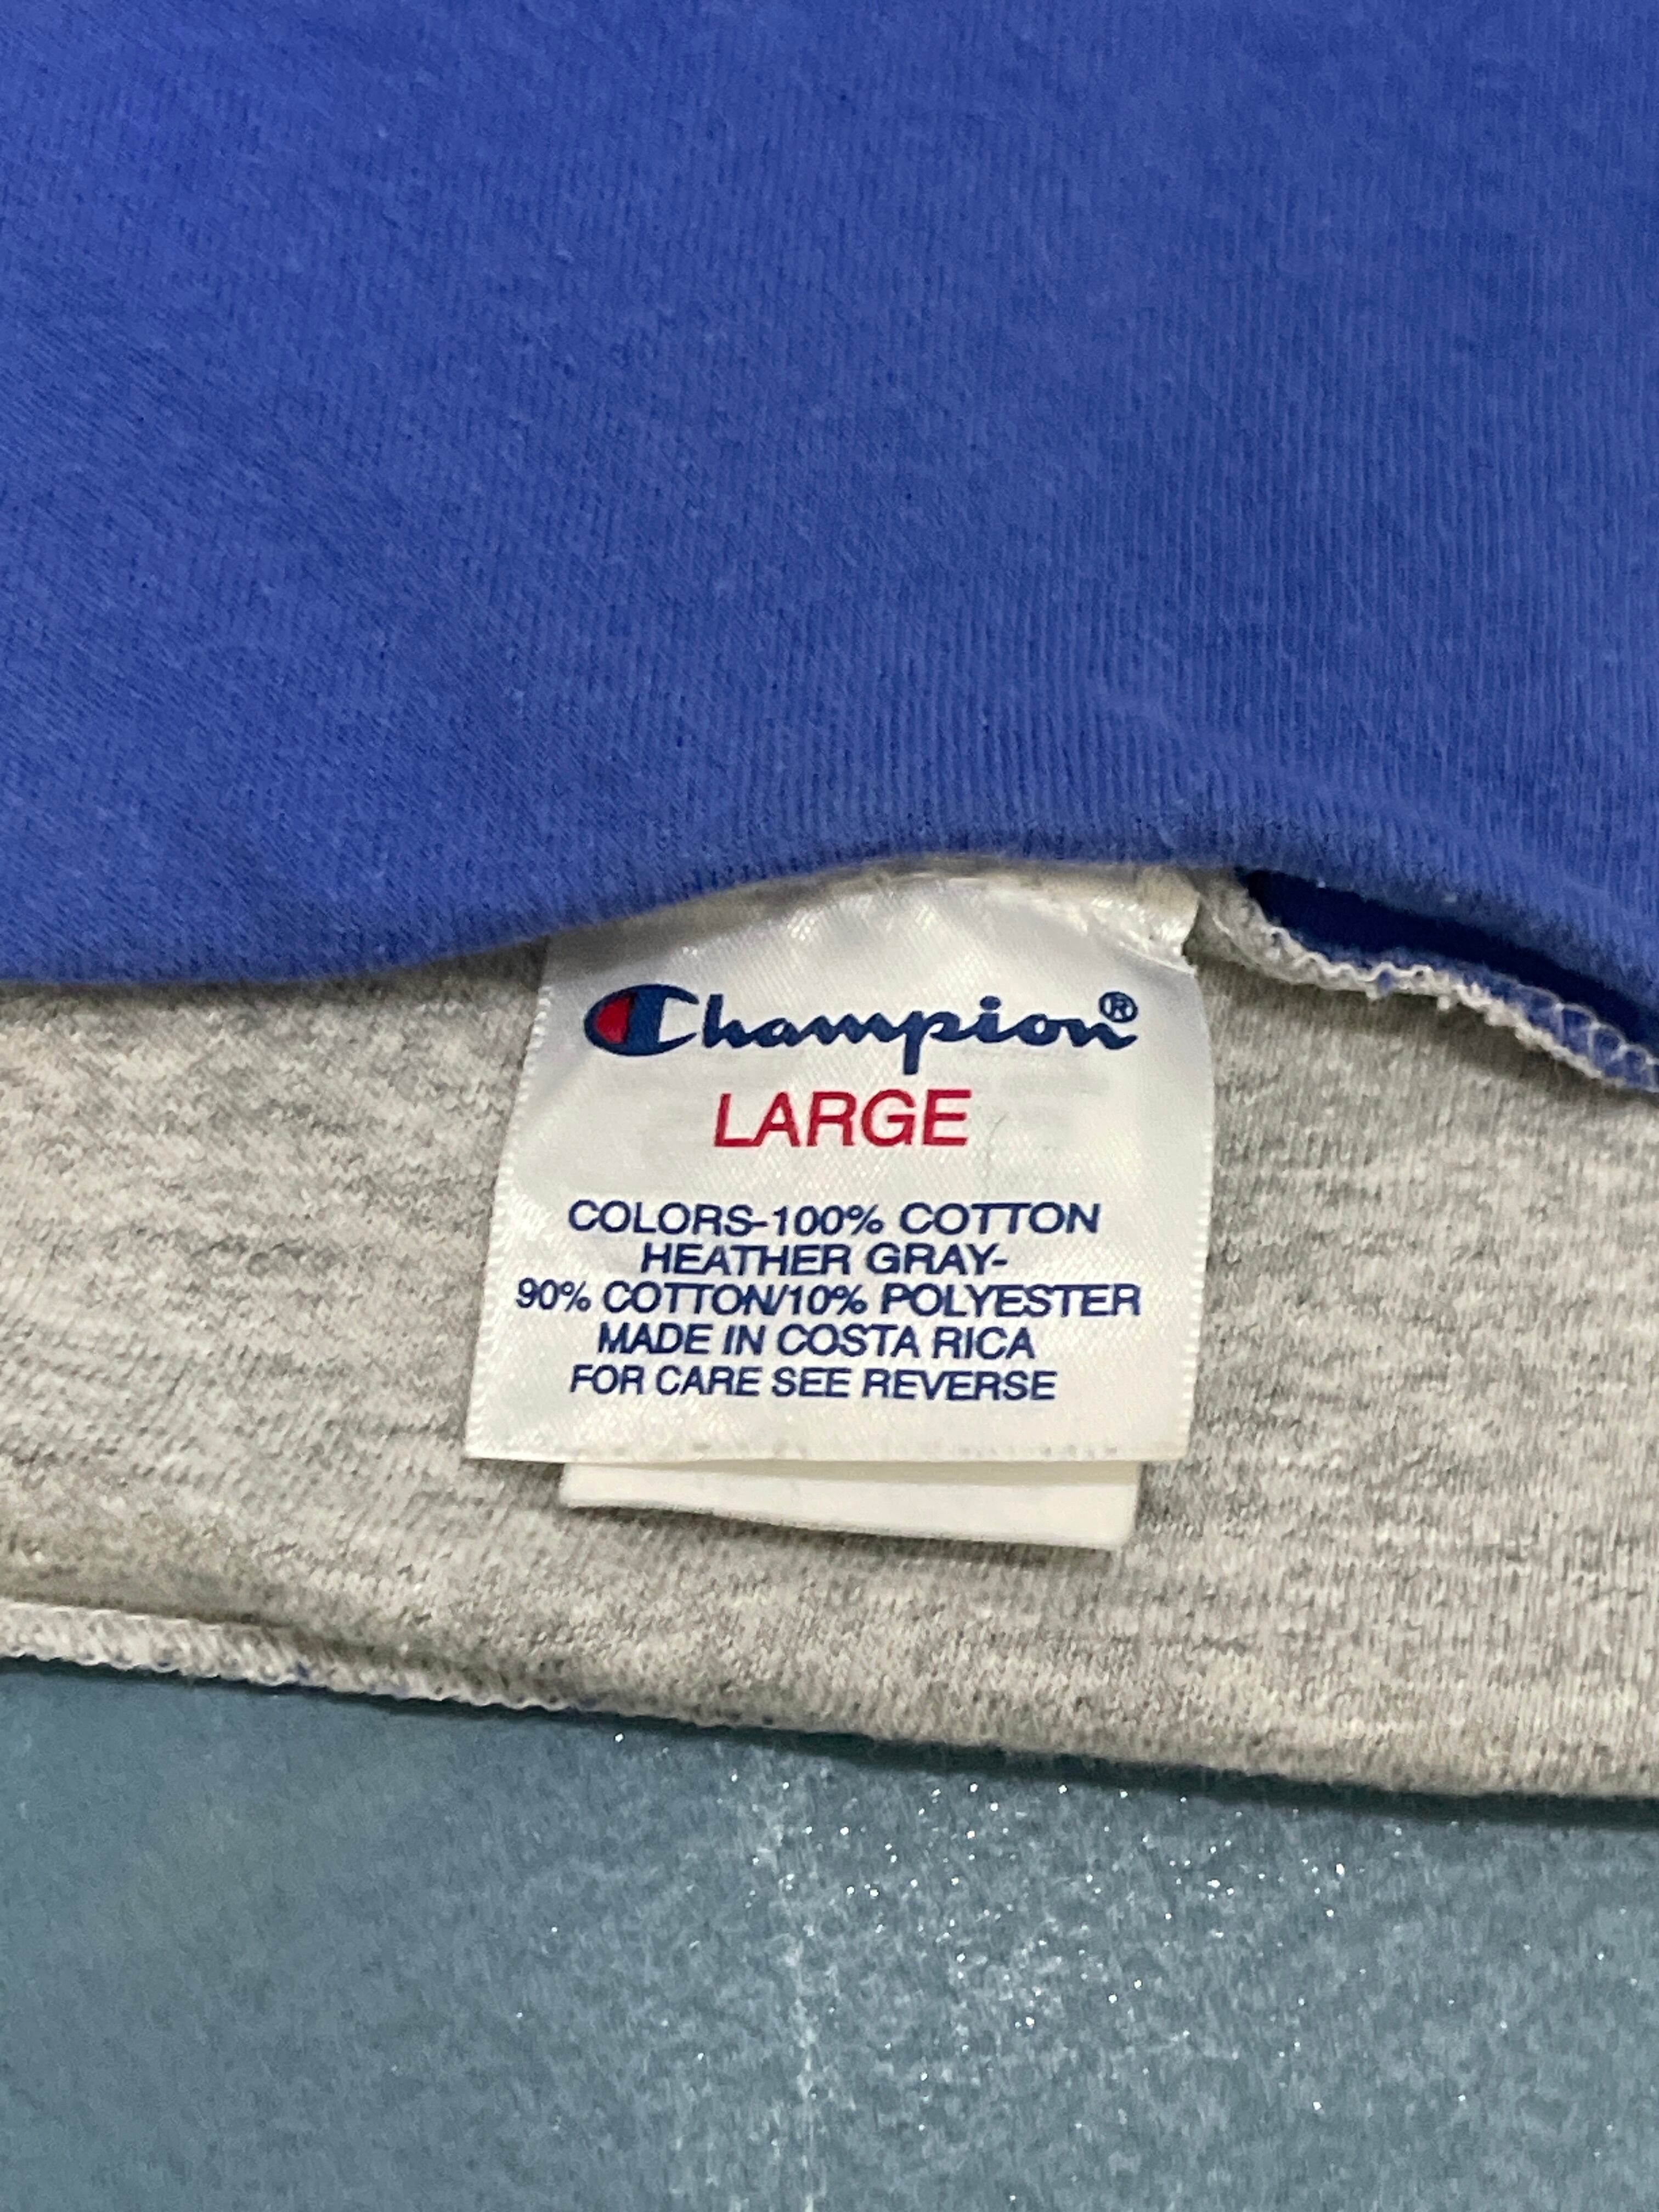 Champion®
LARGE
COLORS-100% COTTON
HEATHER GRAY-
90% COTTON/10% POLYESTER
MADE IN COSTA RICA
FOR CARE SEE REVERSE